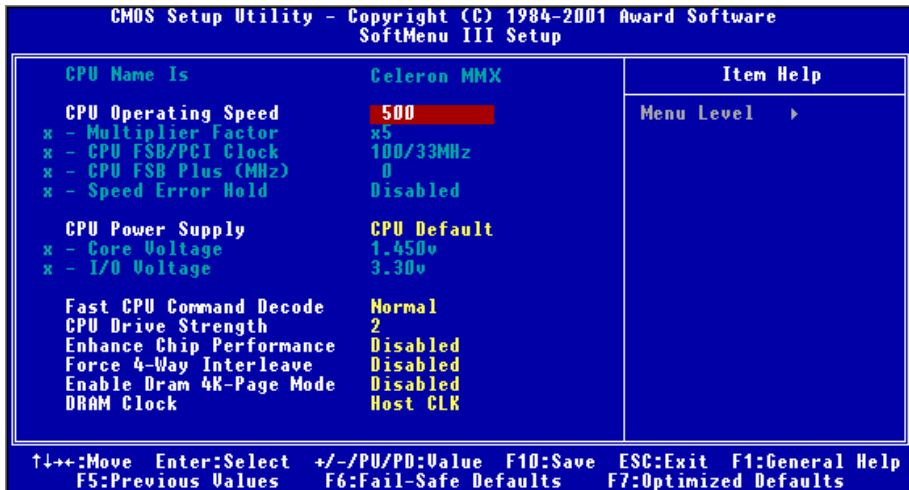 CMOS Setup Utility - Copyright (C) 1984-2001 Award Software
SoftMenu III Setup
CPU Name Is Celeron MMX
CPU Operating Speed 500
x - Multiplier Factor x5
x - CPU FSB/PCI Clock 100/33MHz
x - CPU FSB Plus (MHz) 0
x - Speed Error Hold Disabled
CPU Power Supply CPU Default
x - Core Voltage 1.450v
x - I/O Voltage 3.30v
Fast CPU Command Decode Normal
CPU Drive Strength 2
Enhance Chip Performance Disabled
Force 4-Way Interleave Disabled
Enable Dram 4K-Page Mode Disabled
DRAM Clock Host CLK
Item Help
Menu Level ▸
↑↓→←:Move Enter:Select +/-/PU/PD:Value F10:Save ESC:Exit F1:General Help
F5:Previous Values F6:Fail-Safe Defaults F7:Optimized Defaults